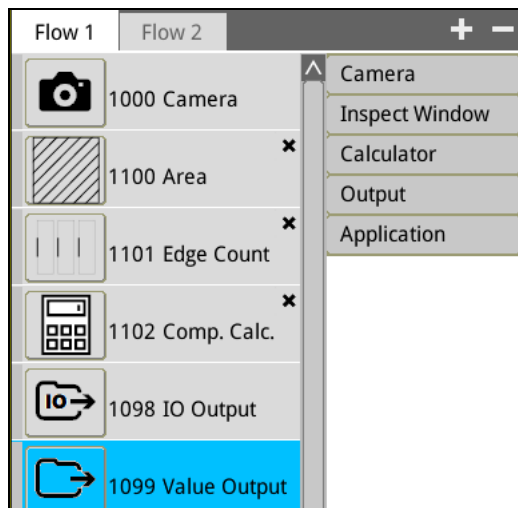 Flow 1
Flow 2
1000 Camera
1100 Area
1101 Edge Count
1102 Comp. Calc.
IO
1098 IO Output
1099 Value Output
Camera
Inspect Window
Calculator
Output
Application